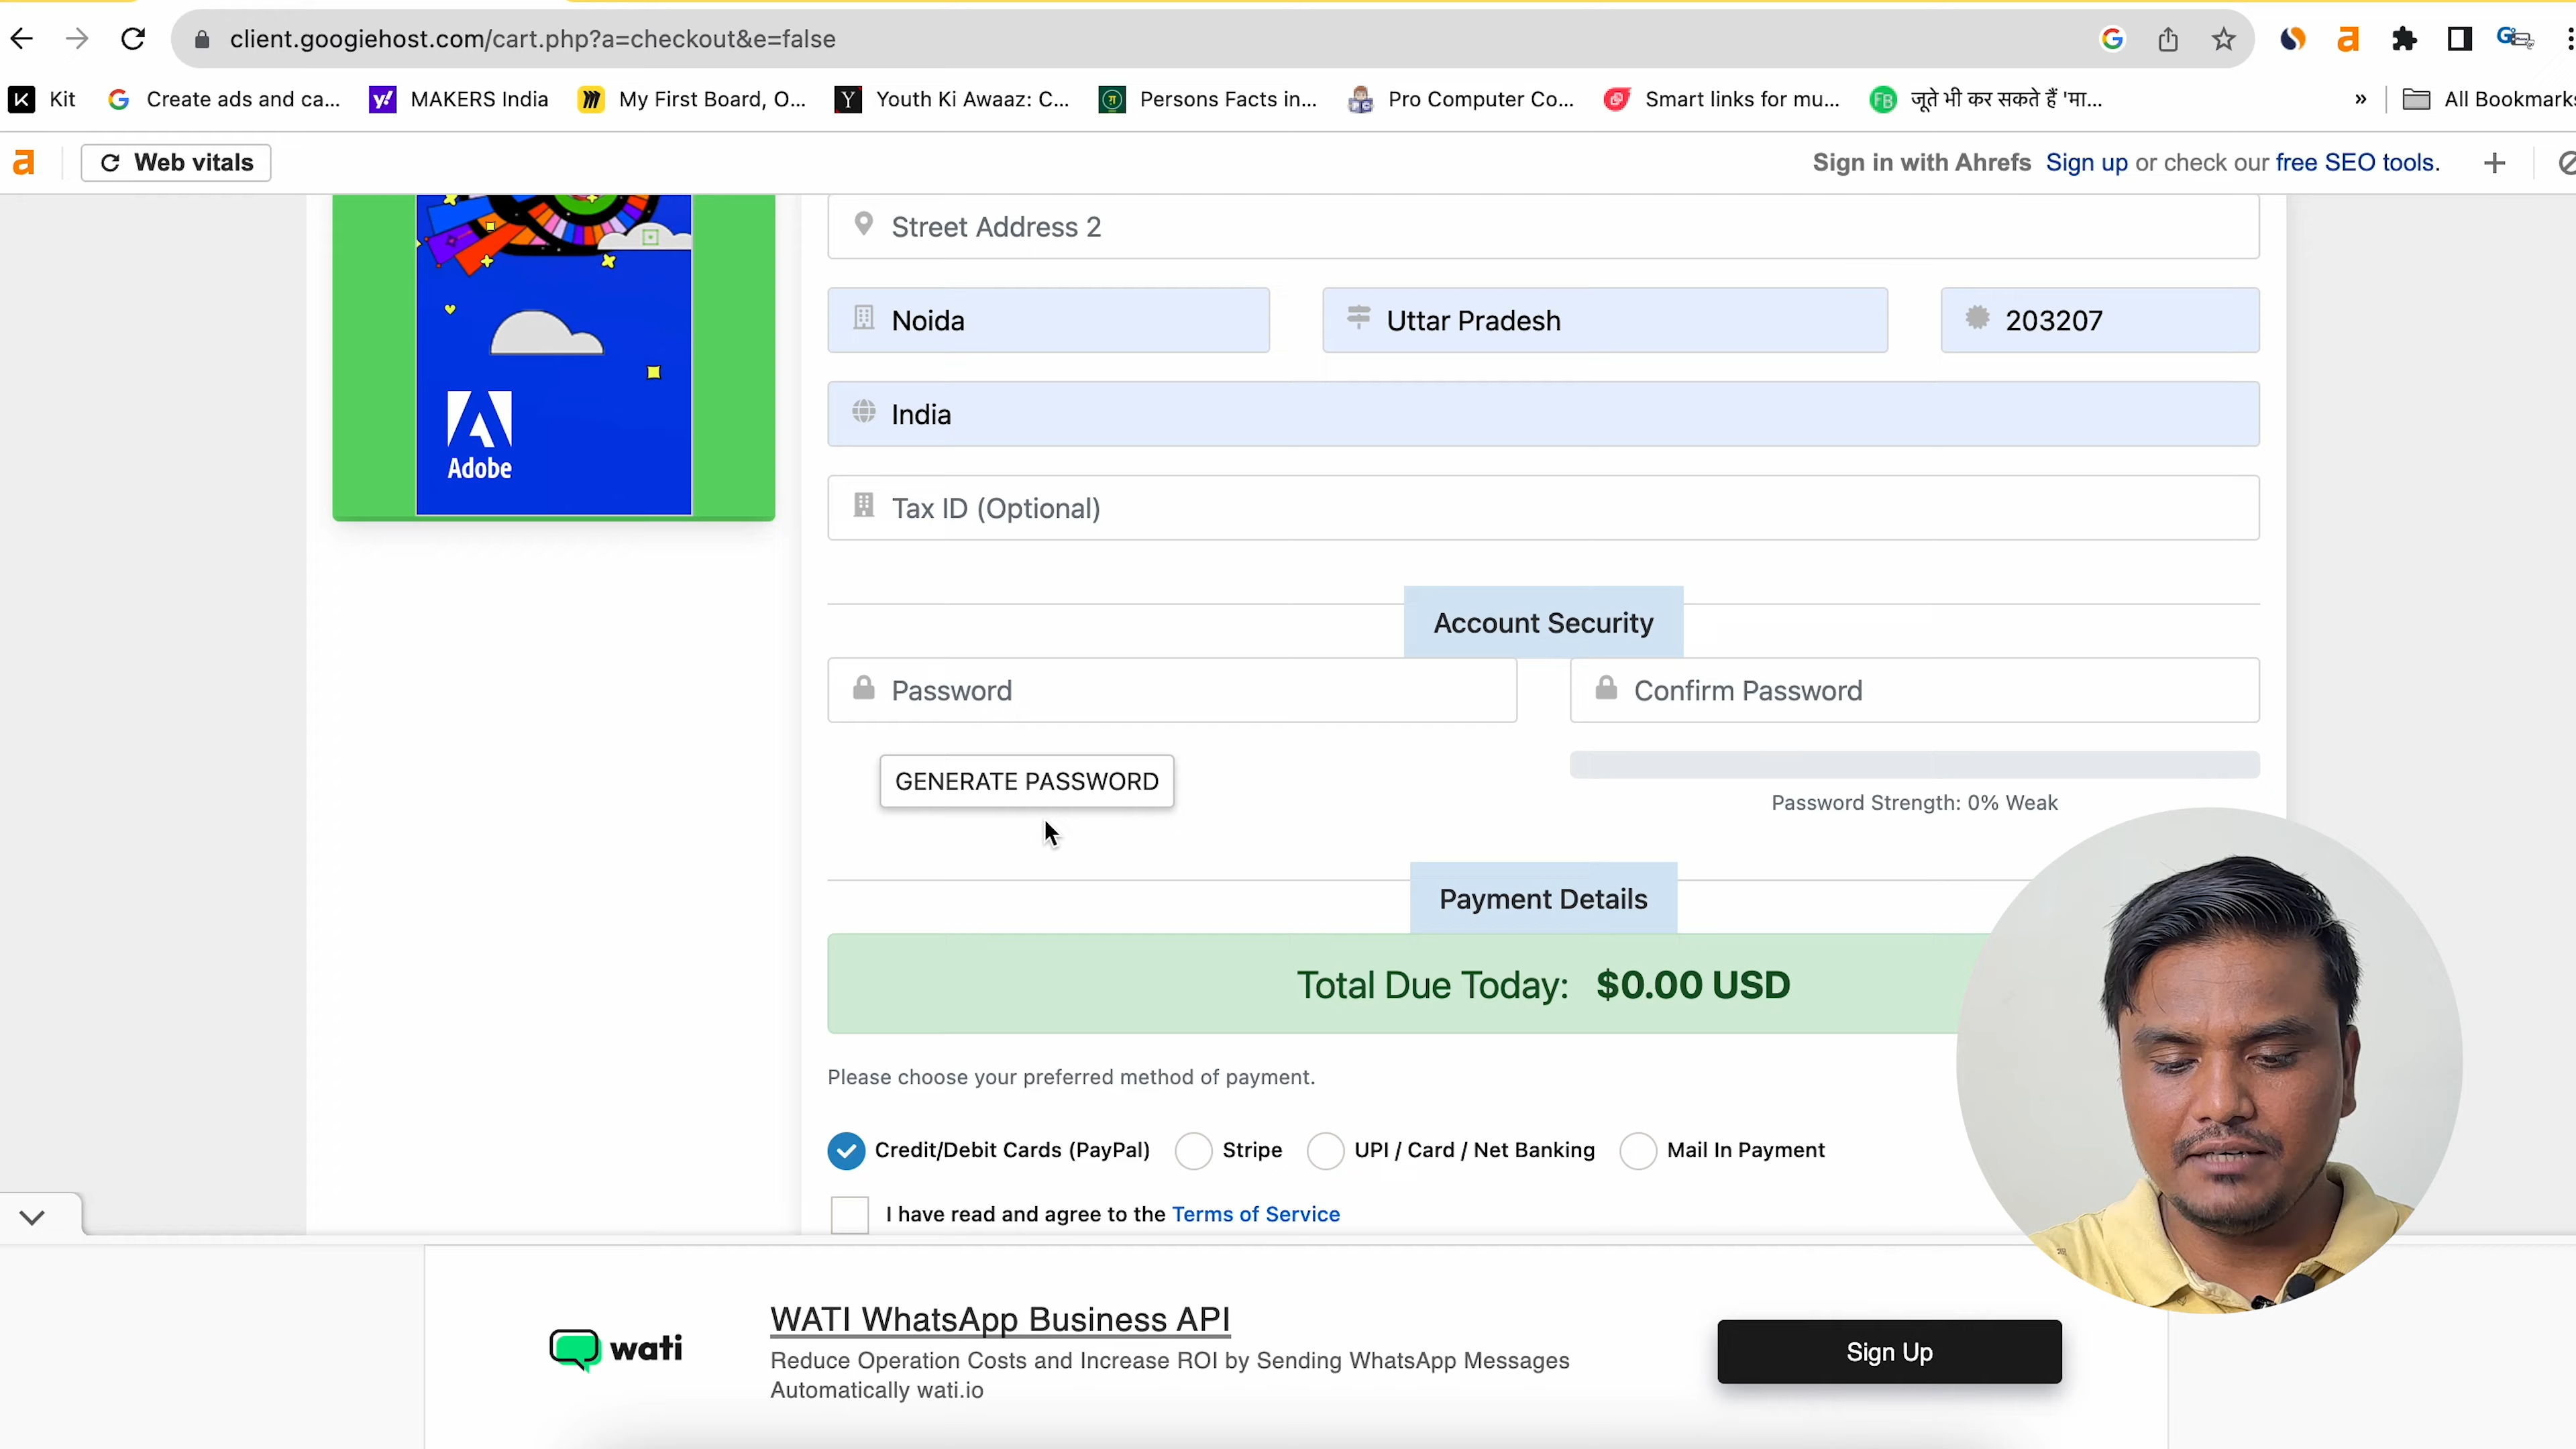 client.googiehost.com/cart.php?a=checkout&e=false
Kit
Create ads and ca...
MAKERS India
My First Board, O...
Youth Ki Awaaz: C...
Persons Facts in...
Pro Computer Co...
Smart links for mu...
जूते भी कर सकते हैं 'मा...
»
All Bookmarks
a
Web vitals
Sign in with Ahrefs Sign up or check our free SEO tools.
Street Address 2
Noida
Uttar Pradesh
203207
India
Adobe
Tax ID (Optional)
Account Security
Password
Confirm Password
GENERATE PASSWORD
Password Strength: 0% Weak
Payment Details
Total Due Today: $0.00 USD
Please choose your preferred method of payment.
Credit/Debit Cards (PayPal)
Stripe
UPI / Card / Net Banking
Mail In Payment
I have read and agree to the Terms of Service
wati
WATI WhatsApp Business API
Reduce Operation Costs and Increase ROI by Sending WhatsApp Messages
Automatically wati.io
Sign Up